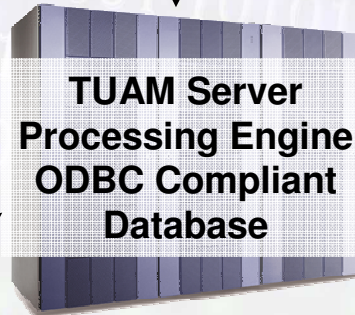 TUAM Server
Processing Engine
ODBC Compliant
Database